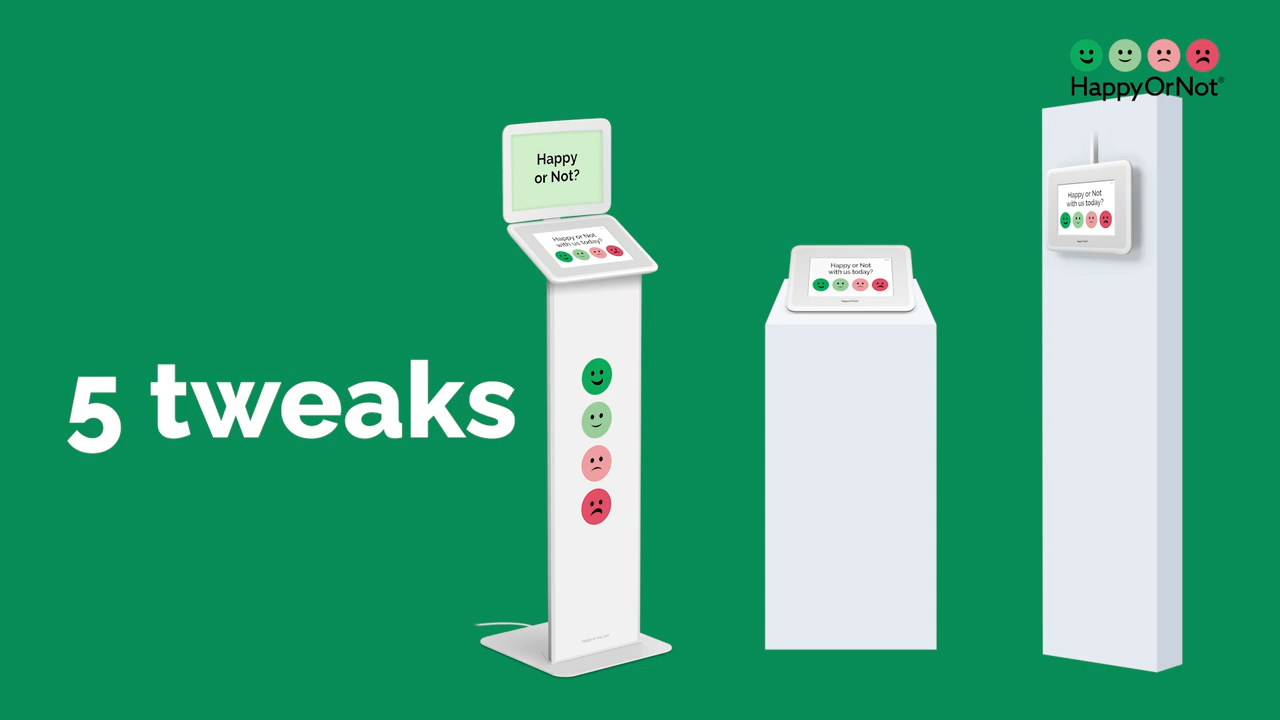 HappyOrNot®
Happy
or Not?
Happy or Not
with us today?
5 tweaks
Happy or Not
with us today?
HappyOrNot
Happy or Not
with us today?